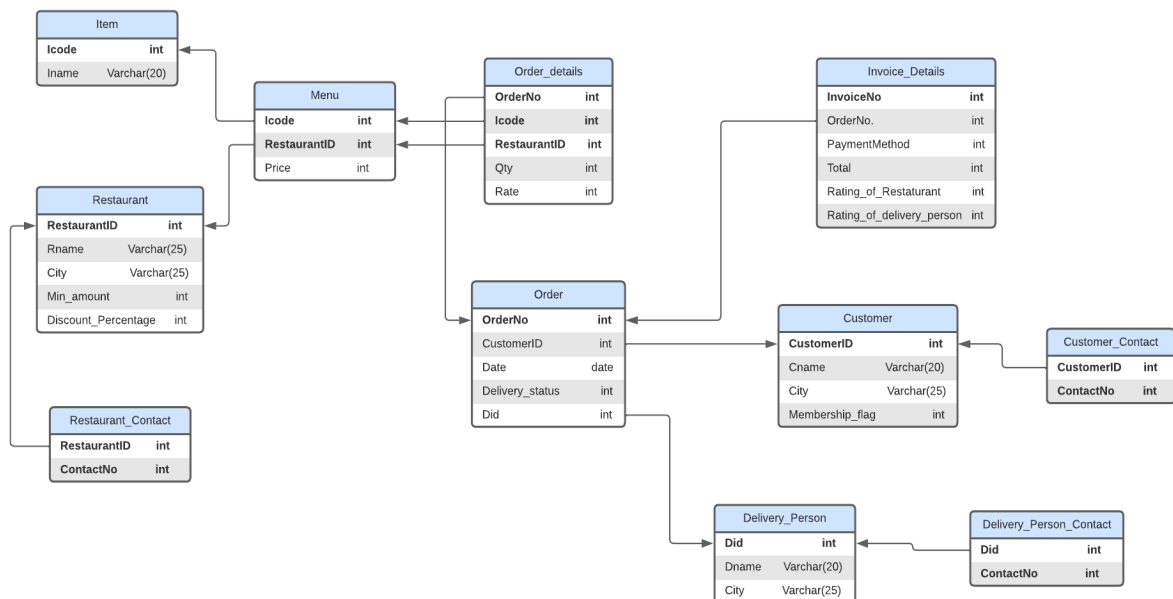 Item
Icode int
Iname Varchar(20)
Menu
Icode int
RestaurantID int
Price int
Order_details
OrderNo int
Icode int
RestaurantID int
Qty int
Rate int
Invoice_Details
InvoiceNo int
OrderNo. int
PaymentMethod int
Total int
Rating_of_Restaturant int
Rating_of_delivery_person int
Restaurant
RestaurantID int
Rname Varchar(25)
City Varchar(25)
Min_amount int
Discount_Percentage int
Order
OrderNo int
CustomerID int
Date date
Delivery_status int
Did int
Customer
CustomerID int
Cname Varchar(20)
City Varchar(25)
Membership_flag int
Customer_Contact
CustomerID int
ContactNo int
Restaurant_Contact
RestaurantID int
ContactNo int
Delivery_Person
Did int
Dname Varchar(20)
City Varchar(25)
Delivery_Person_Contact
Did int
ContactNo int